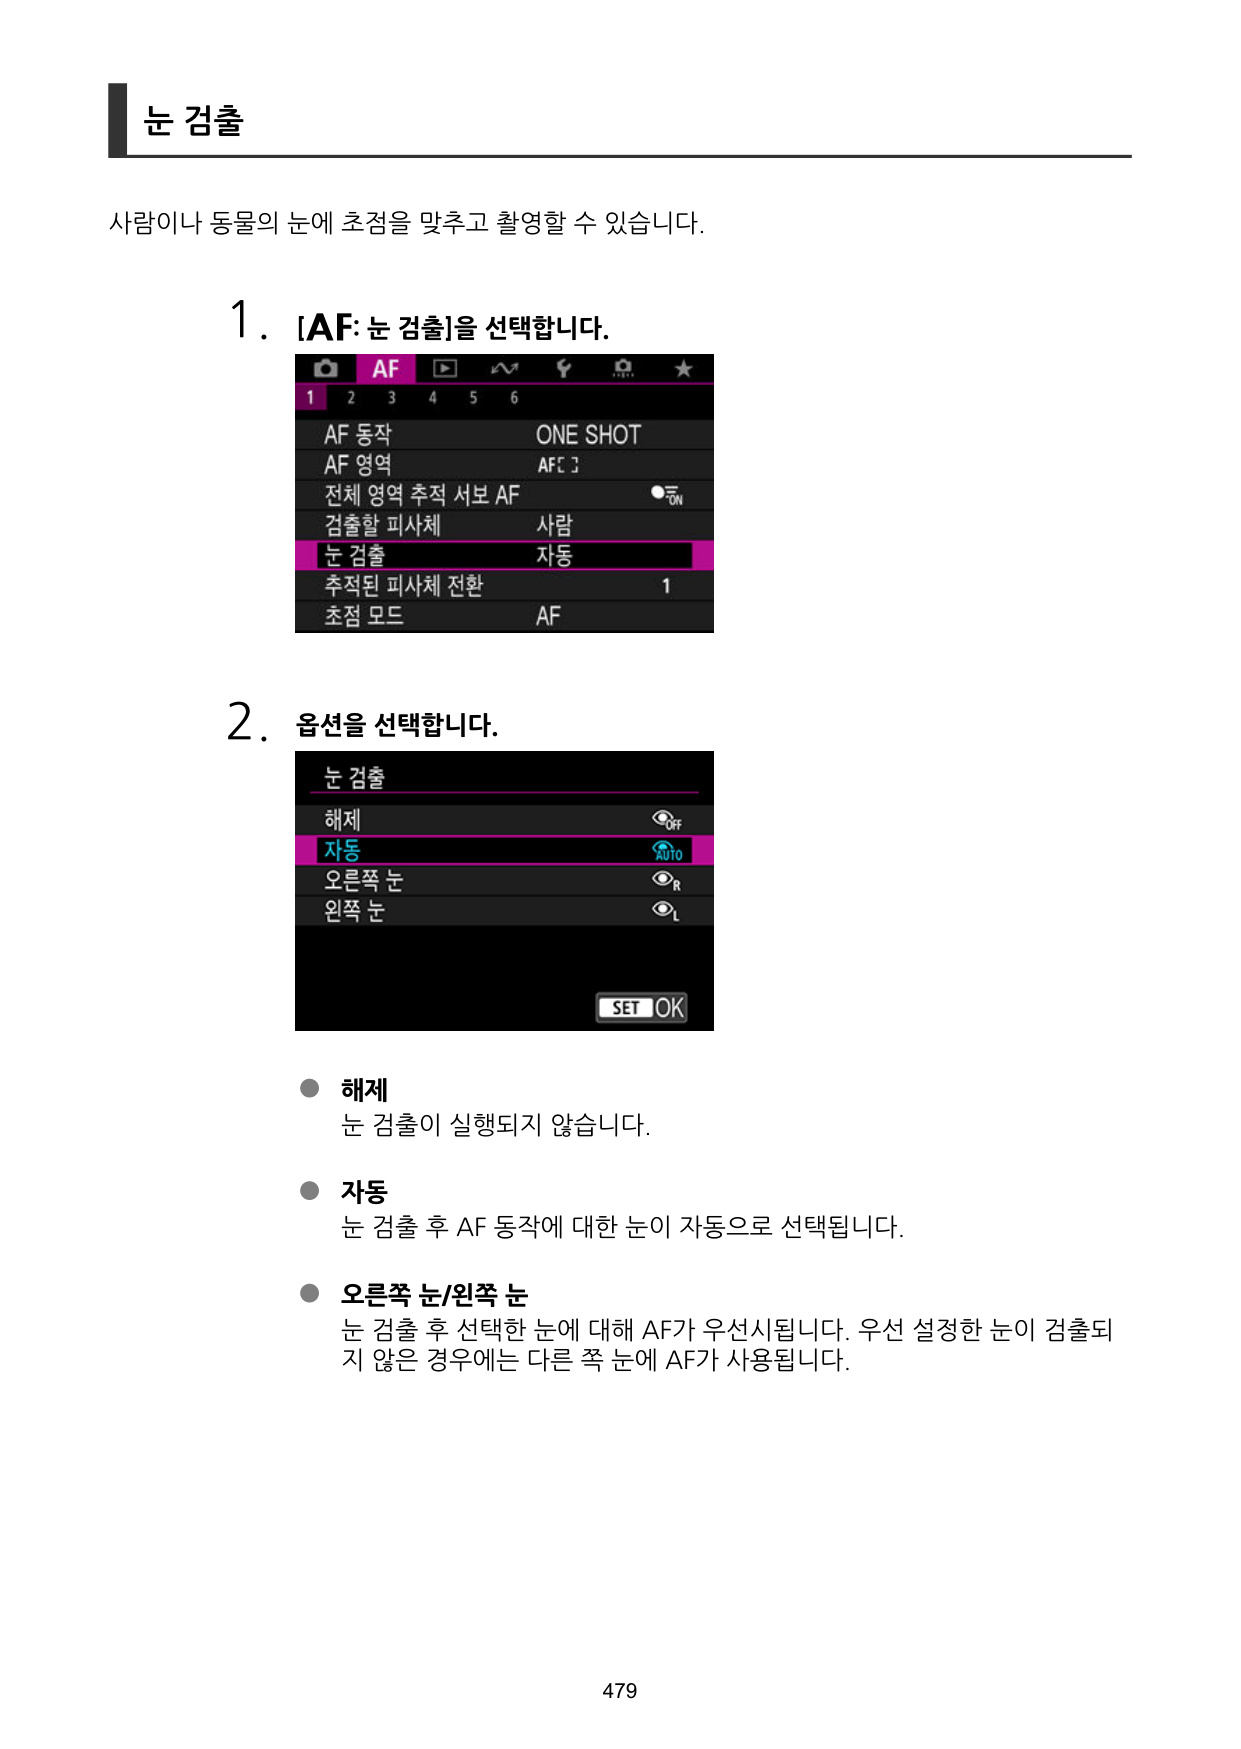 눈 검출
사람이나 동물의 눈에 초점을 맞추고 촬영할 수 있습니다.
1. [AF: 눈 검출]을 선택합니다.
AF
1 2 3 4 5 6
AF 동작 ONE SHOT
AF 영역 AF[ ]
전체 영역 추적 서보 AF ON
검출할 피사체 사람
눈 검출 자동
추적된 피사체 전환 1
초점 모드 AF
2. 옵션을 선택합니다.
눈 검출
해제 OFF
자동 AUTO
오른쪽 눈 R
왼쪽 눈 L
SET OK
● 해제
눈 검출이 실행되지 않습니다.
● 자동
눈 검출 후 AF 동작에 대한 눈이 자동으로 선택됩니다.
● 오른쪽 눈/왼쪽 눈
눈 검출 후 선택한 눈에 대해 AF가 우선시됩니다. 우선 설정한 눈이 검출되
지 않은 경우에는 다른 쪽 눈에 AF가 사용됩니다.
479